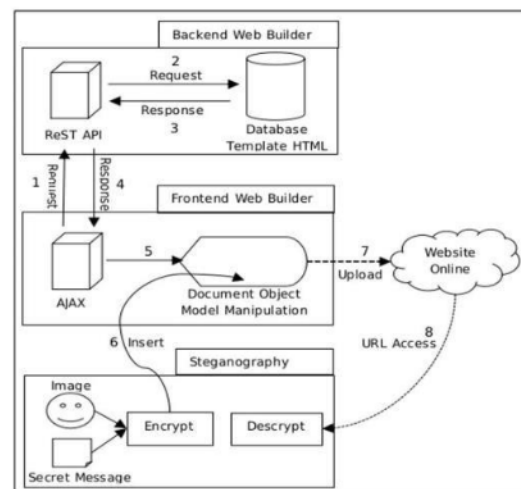 Backend Web Builder
2
Request
Response
3
ReST API
Database
Template HTML
1
Request
Response
4
Frontend Web Builder
5
AJAX
Document Object
Model Manipulation
7
Upload
Website
Online
8
URL Access
6 Insert
Steganography
Image
Encrypt
Descrypt
Secret Message